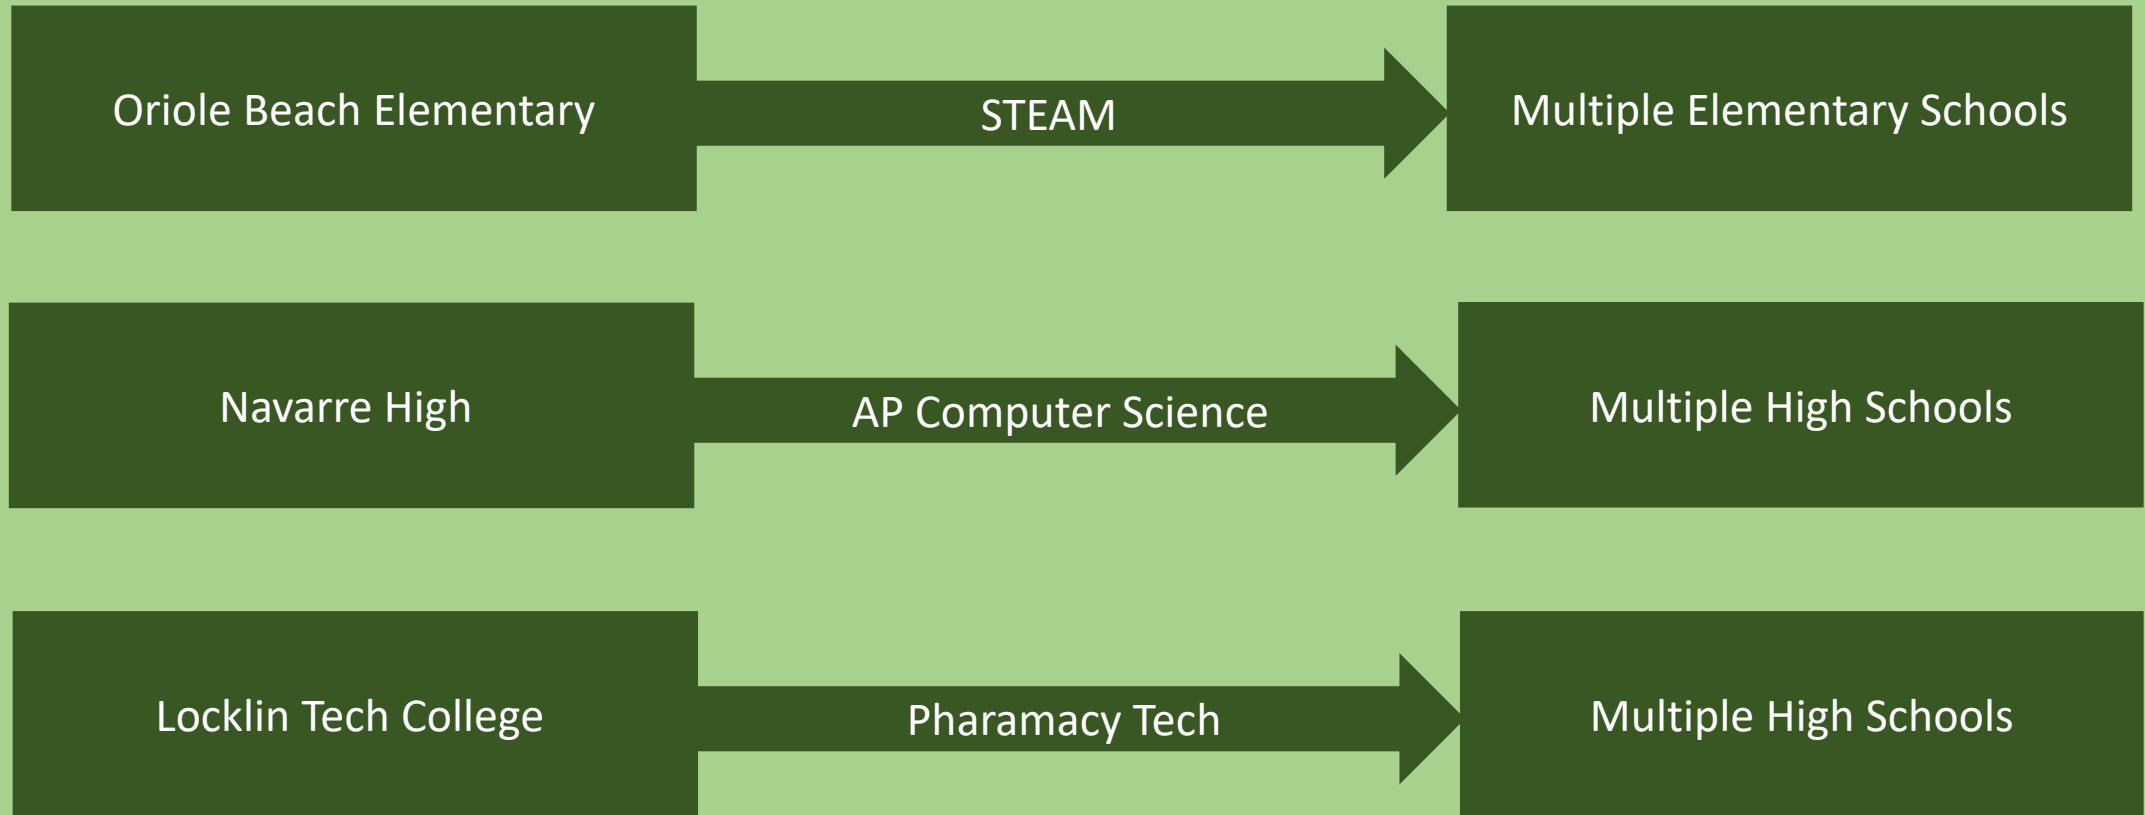 Oriole Beach Elementary
STEAM
Multiple Elementary Schools
Navarre High
AP Computer Science
Multiple High Schools
Locklin Tech College
Pharamacy Tech
Multiple High Schools